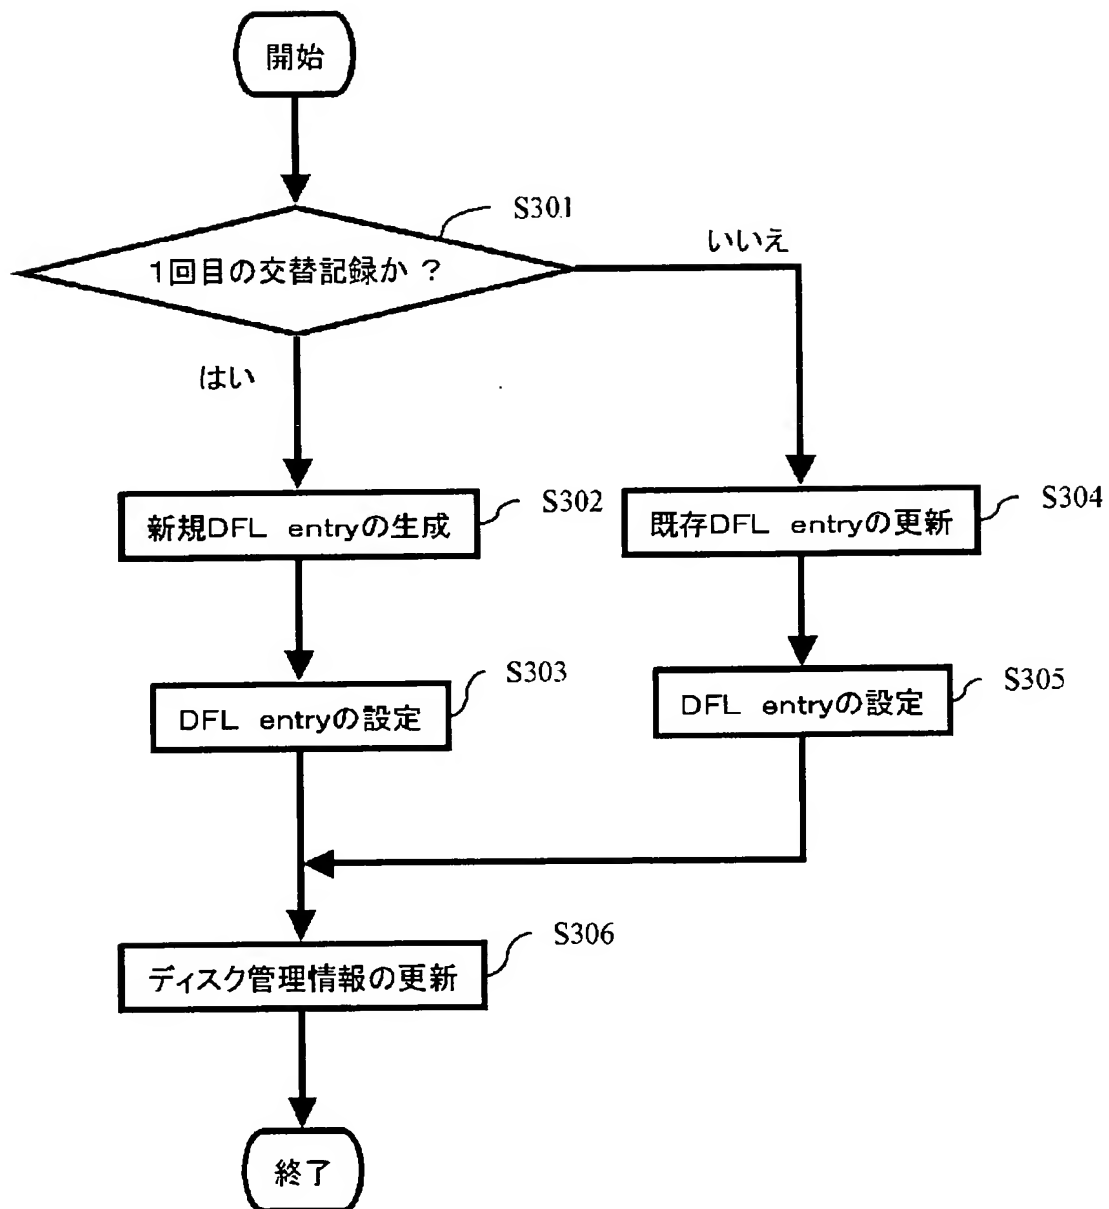 開始
S301
1回目の交替記録か ?
いいえ
はい
新規DFL entryの生成
S302
既存DFL entryの更新
S304
DFL entryの設定
S303
DFL entryの設定
S305
ディスク管理情報の更新
S306
終了